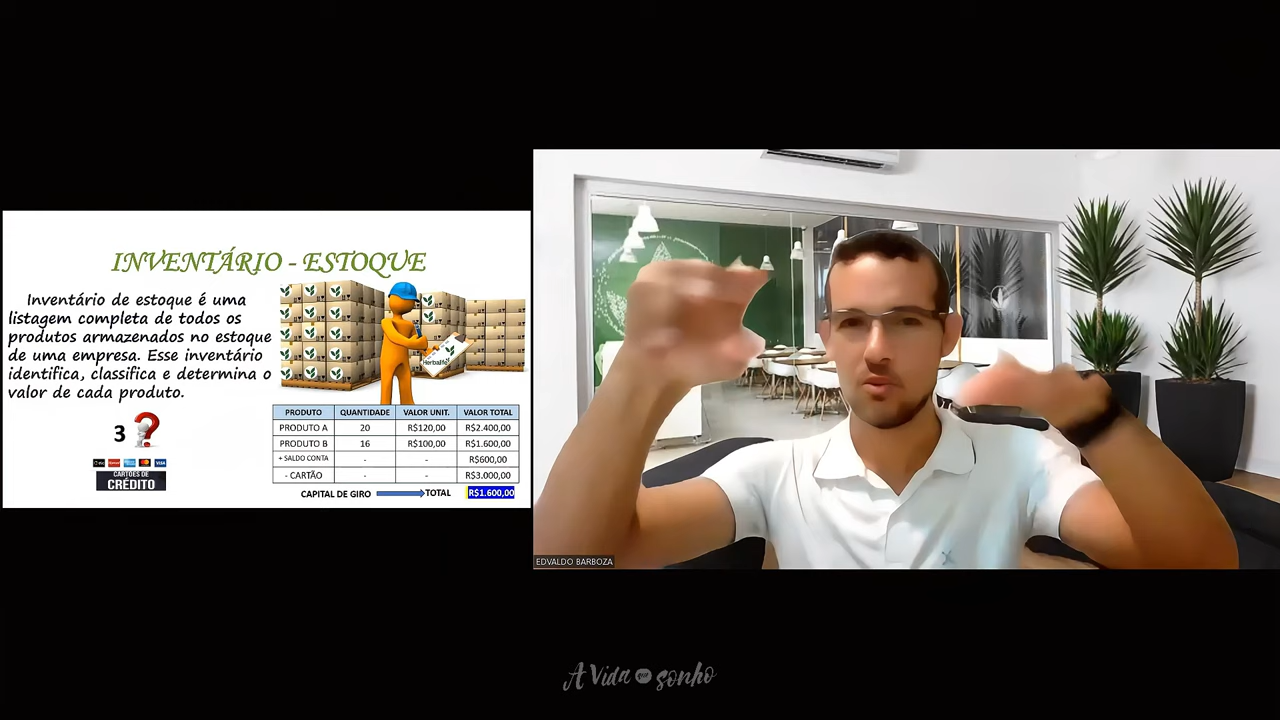 INVENTÁRIO - ESTOQUE
Inventário de estoque é uma
listagem completa de todos os
produtos armazenados no estoque
de uma empresa. Esse inventário
identifica, classifica e determina o
valor de cada produto.
3
VISA
CARTÕES DE
CRÉDITO
Herbalife
PRODUTO QUANTIDADE VALOR UNIT. VALOR TOTAL
PRODUTO A 20 R$120,00 R$2.400,00
PRODUTO B 16 R$100,00 R$1.600,00
+ SALDO CONTA - - R$600,00
- CARTÃO - - R$3.000,00
CAPITAL DE GIRO TOTAL R$1.600,00
EDVALDO BARBOZA
A Vida por sonho